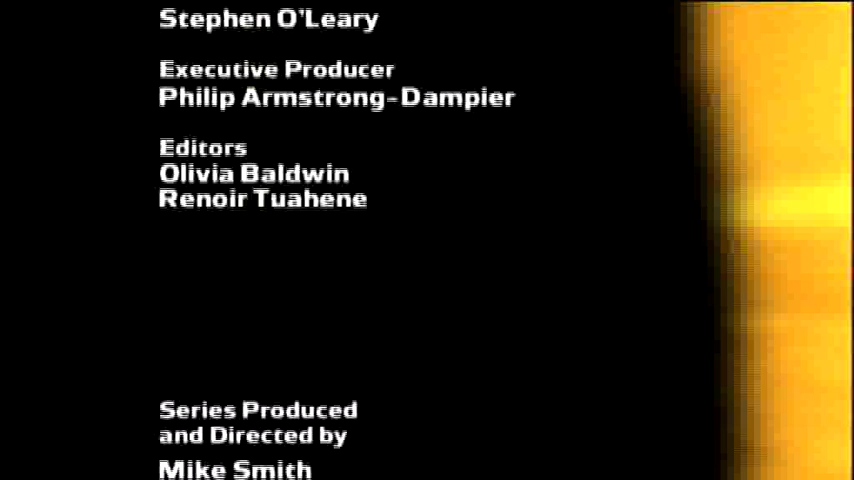 Stephen O'Leary
Executive Producer
Philip Armstrong-Dampier
Editors
Olivia Baldwin
Renoir Tuahene
Series Produced
and Directed by
Mike Smith